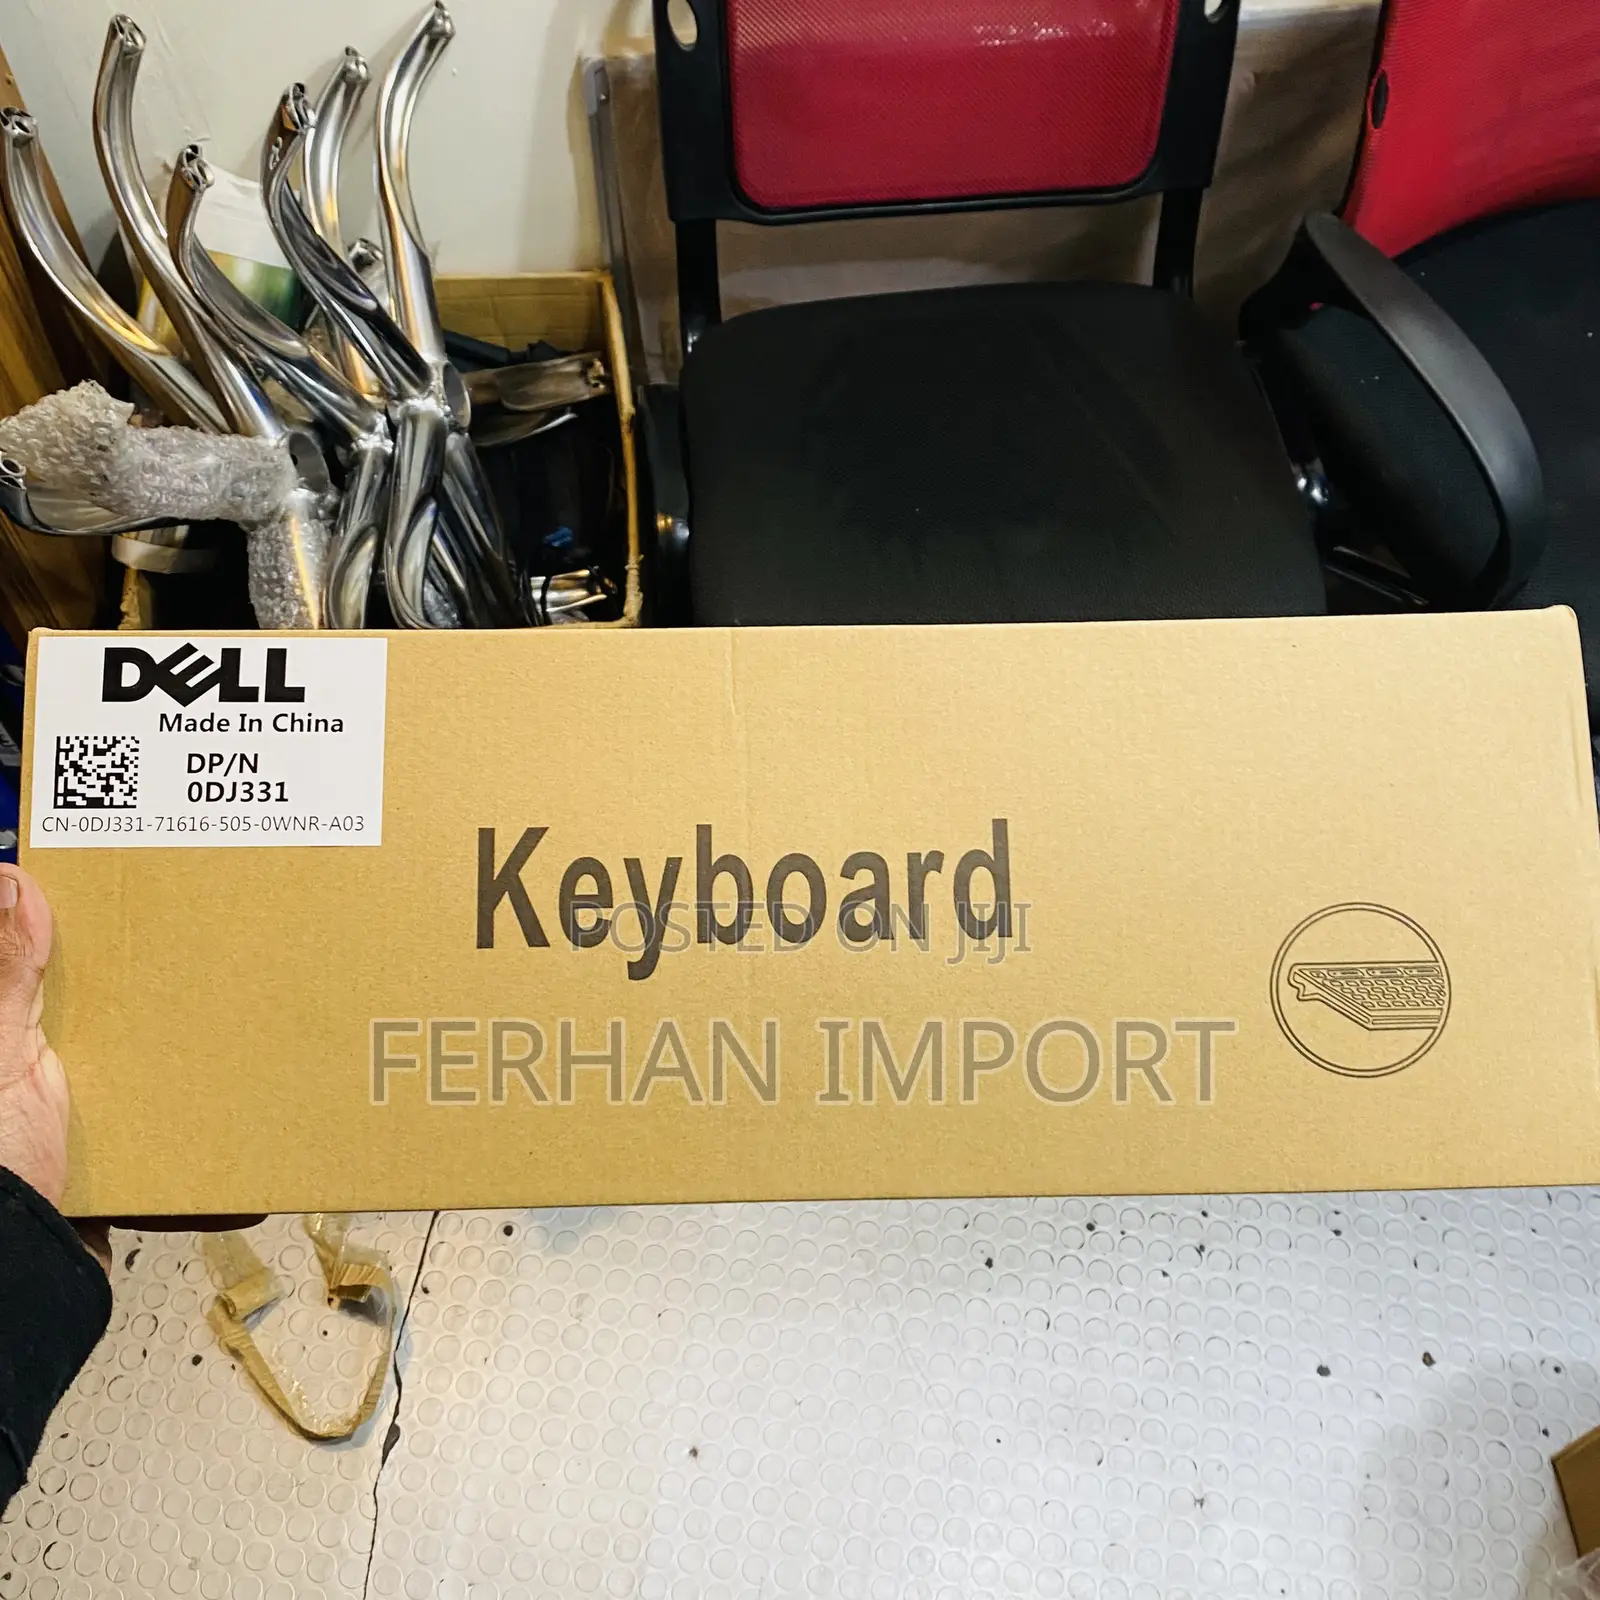 DELL
Made In China
DP/N
0DJ331
CN-0DJ331-71616-505-0WNR-A03
Keyboard
POSTED ON JIJI
FERHAN IMPORT